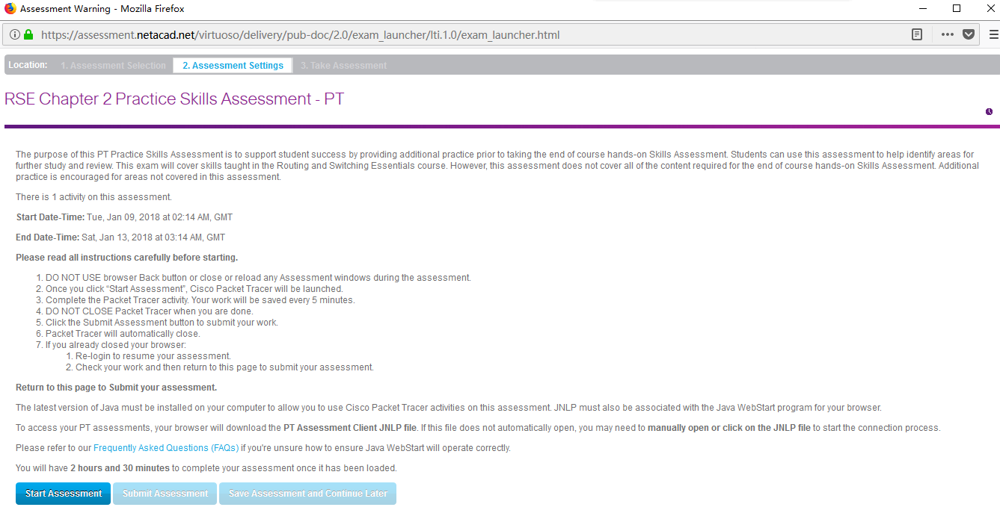 Assessment Warning - Mozilla Firefox
https://assessment.netacad.net/virtuoso/delivery/pub-doc/2.0/exam_launcher/lti.1.0/exam_launcher.html
Location: 1. Assessment Selection 2. Assessment Settings 3. Take Assessment
RSE Chapter 2 Practice Skills Assessment - PT
The purpose of this PT Practice Skills Assessment is to support student success by providing additional practice prior to taking the end of course hands-on Skills Assessment. Students can use this assessment to help identify areas for
further study and review. This exam will cover skills taught in the Routing and Switching Essentials course. However, this assessment does not cover all of the content required for the end of course hands-on Skills Assessment. Additional
practice is encouraged for areas not covered in this assessment.
There is 1 activity on this assessment.
Start Date-Time: Tue, Jan 09, 2018 at 02:14 AM, GMT
End Date-Time: Sat, Jan 13, 2018 at 03:14 AM, GMT
Please read all instructions carefully before starting.
1. DO NOT USE browser Back button or close or reload any Assessment windows during the assessment.
2. Once you click “Start Assessment”, Cisco Packet Tracer will be launched.
3. Complete the Packet Tracer activity. Your work will be saved every 5 minutes.
4. DO NOT CLOSE Packet Tracer when you are done.
5. Click the Submit Assessment button to submit your work.
6. Packet Tracer will automatically close.
7. If you already closed your browser:
1. Re-login to resume your assessment.
2. Check your work and then return to this page to submit your assessment.
Return to this page to Submit your assessment.
The latest version of Java must be installed on your computer to allow you to use Cisco Packet Tracer activities on this assessment. JNLP must also be associated with the Java WebStart program for your browser.
To access your PT assessments, your browser will download the PT Assessment Client JNLP file. If this file does not automatically open, you may need to manually open or click on the JNLP file to start the connection process.
Please refer to our Frequently Asked Questions (FAQs) if you're unsure how to ensure Java WebStart will operate correctly.
You will have 2 hours and 30 minutes to complete your assessment once it has been loaded.
Start Assessment Submit Assessment Save Assessment and Continue Later